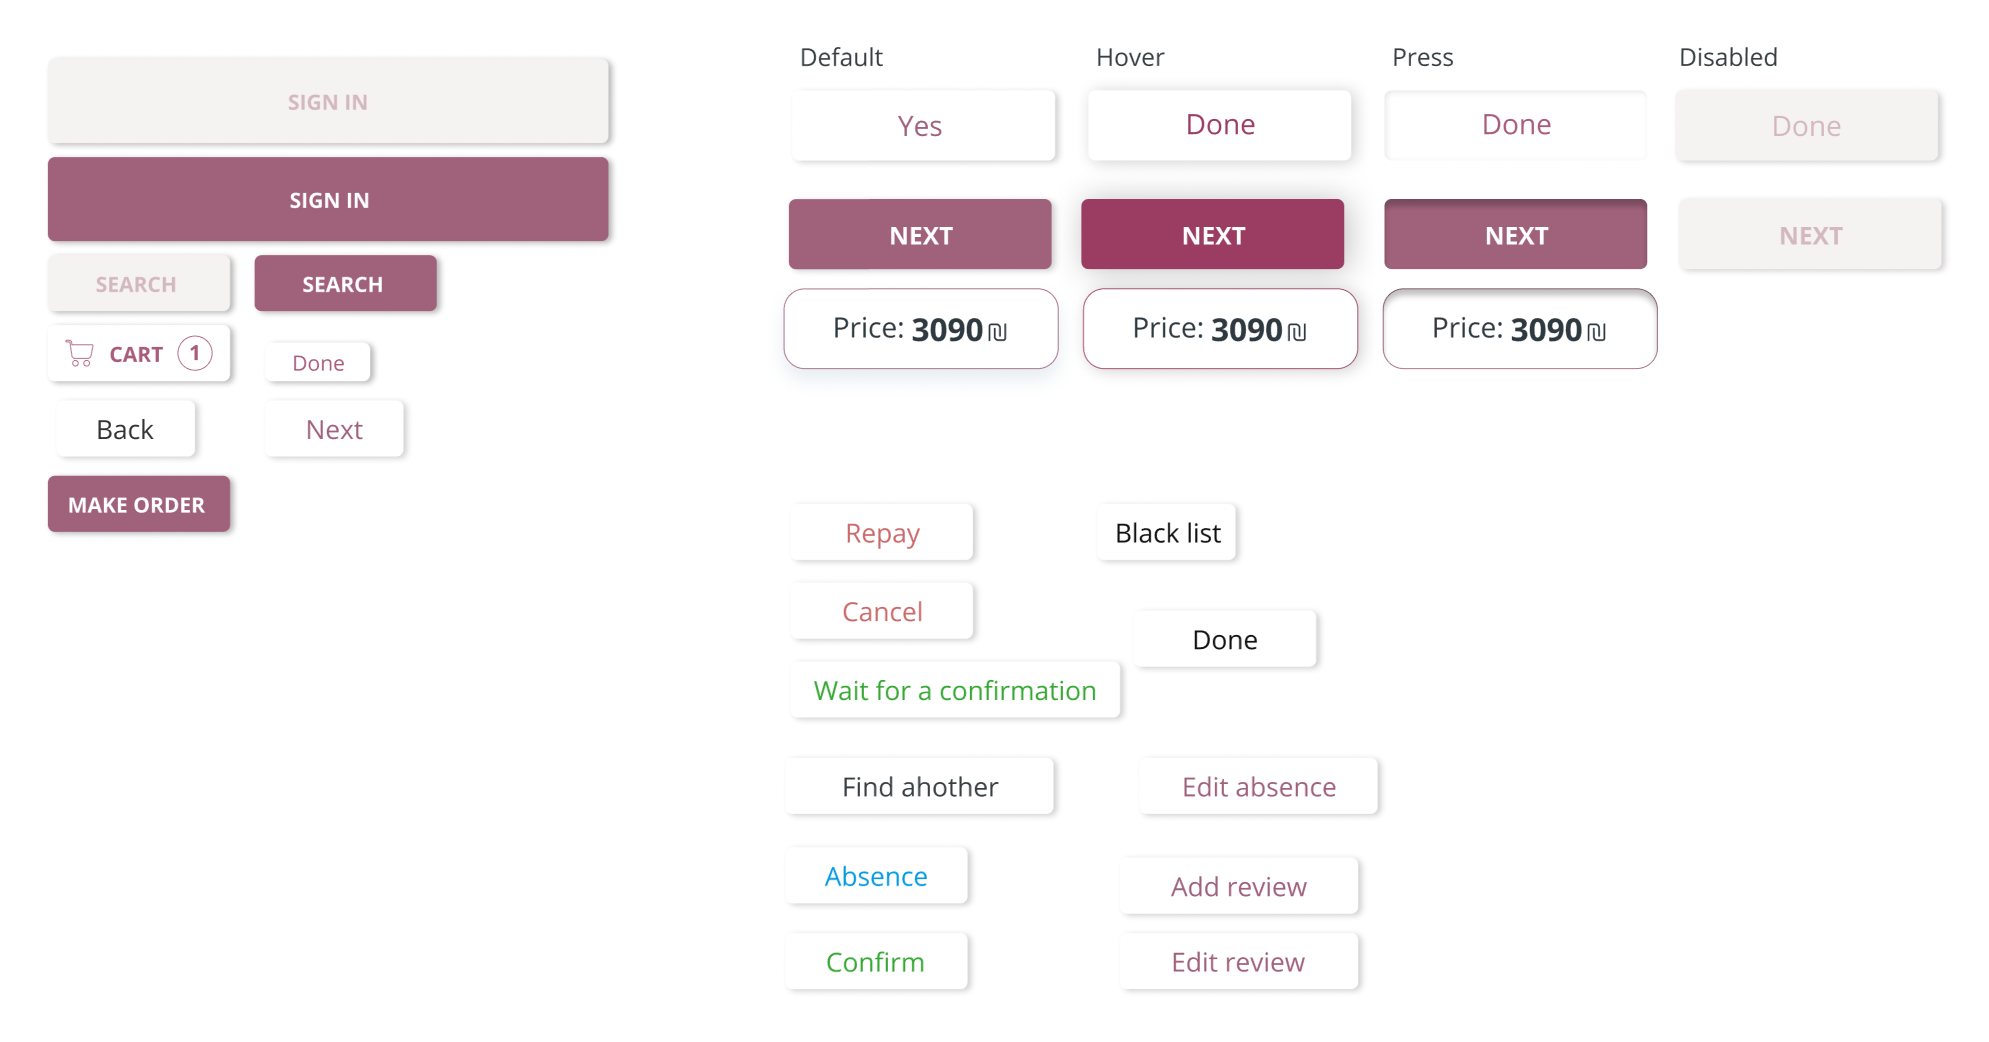 SIGN IN
SIGN IN
SEARCH
SEARCH
CART 1
Done
Back
Next
MAKE ORDER
Default
Hover
Press
Disabled
Yes
Done
Done
Done
NEXT
NEXT
NEXT
NEXT
Price: 3090₪
Price: 3090₪
Price: 3090₪
Repay
Black list
Cancel
Done
Wait for a confirmation
Find ahother
Edit absence
Absence
Add review
Confirm
Edit review